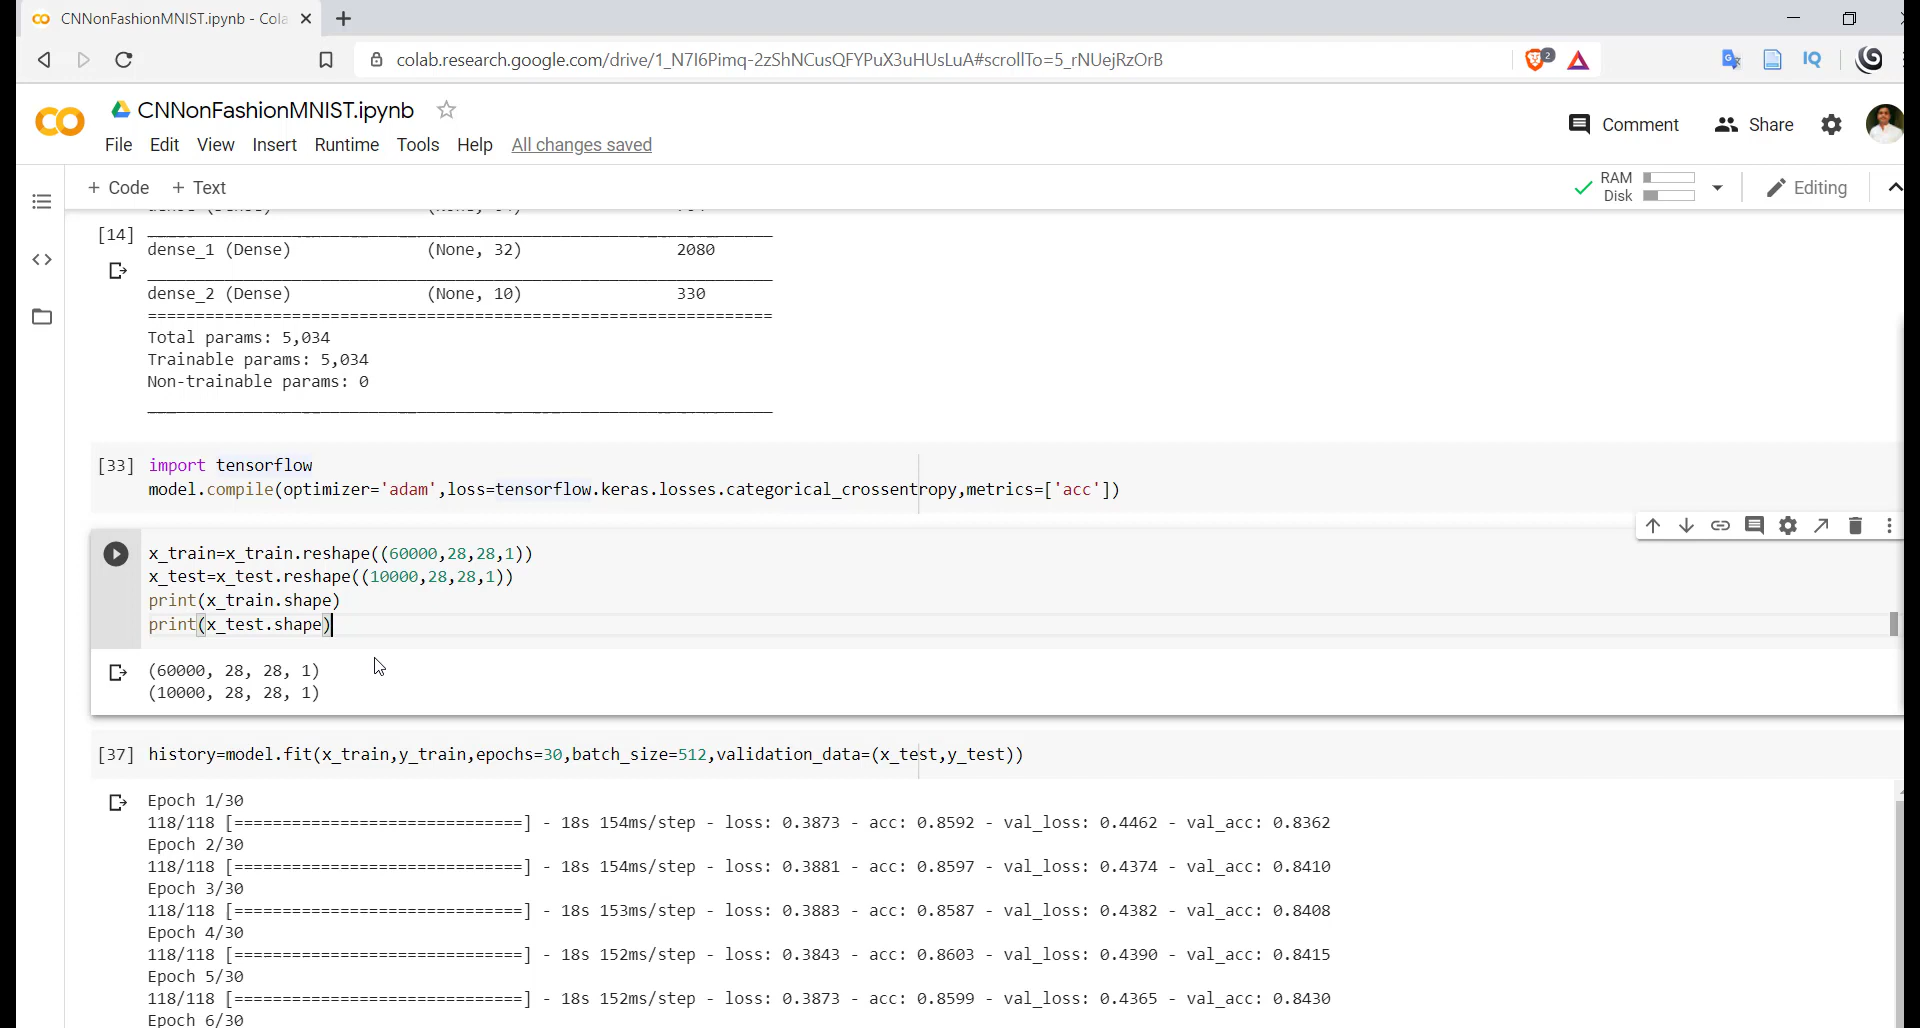 CNNonFashionMNIST.ipynb - Cola
colab.research.google.com/drive/1_N7I6Pimq-2zShNCusQFYPuX3uHUsLuA#scrollTo=5_rNUejRzOrB
2
IQ
CNNonFashionMNIST.ipynb
Comment
Share
File Edit View Insert Runtime Tools Help All changes saved
+ Code + Text
RAM
Disk
Editing
[14]
dense_1 (Dense) (None, 32) 2080
dense_2 (Dense) (None, 10) 330
=================================================================
Total params: 5,034
Trainable params: 5,034
Non-trainable params: 0
[33] import tensorflow
model.compile(optimizer='adam',loss=tensorflow.keras.losses.categorical_crossentropy,metrics=['acc'])
x_train=x_train.reshape((60000,28,28,1))
x_test=x_test.reshape((10000,28,28,1))
print(x_train.shape)
print(x_test.shape)
(60000, 28, 28, 1)
(10000, 28, 28, 1)
[37] history=model.fit(x_train,y_train,epochs=30,batch_size=512,validation_data=(x_test,y_test))
Epoch 1/30
118/118 [==============================] - 18s 154ms/step - loss: 0.3873 - acc: 0.8592 - val_loss: 0.4462 - val_acc: 0.8362
Epoch 2/30
118/118 [==============================] - 18s 154ms/step - loss: 0.3881 - acc: 0.8597 - val_loss: 0.4374 - val_acc: 0.8410
Epoch 3/30
118/118 [==============================] - 18s 153ms/step - loss: 0.3883 - acc: 0.8587 - val_loss: 0.4382 - val_acc: 0.8408
Epoch 4/30
118/118 [==============================] - 18s 152ms/step - loss: 0.3843 - acc: 0.8603 - val_loss: 0.4390 - val_acc: 0.8415
Epoch 5/30
118/118 [==============================] - 18s 152ms/step - loss: 0.3873 - acc: 0.8599 - val_loss: 0.4365 - val_acc: 0.8430
Epoch 6/30